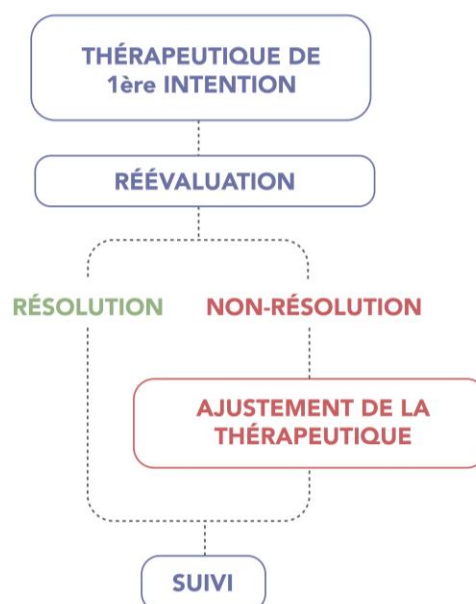 THÉRAPEUTIQUE DE
1ère INTENTION
RÉÉVALUATION
RÉSOLUTION
NON-RÉSOLUTION
AJUSTEMENT DE LA
THÉRAPEUTIQUE
SUIVI